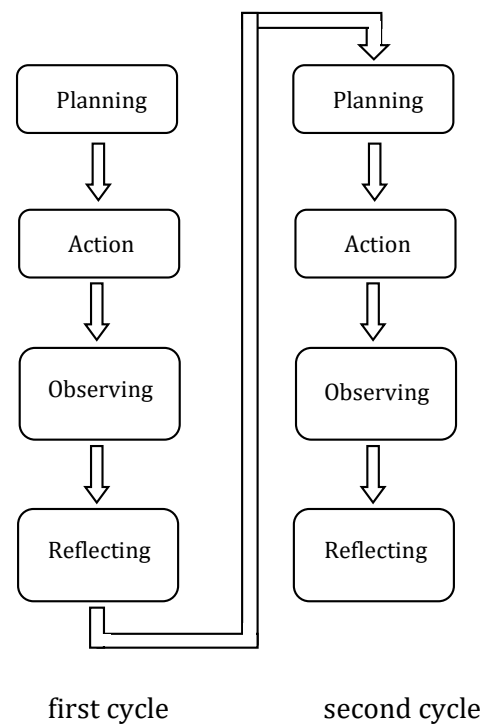 Planning
Action
Observing
Reflecting
first cycle
Planning
Action
Observing
Reflecting
second cycle